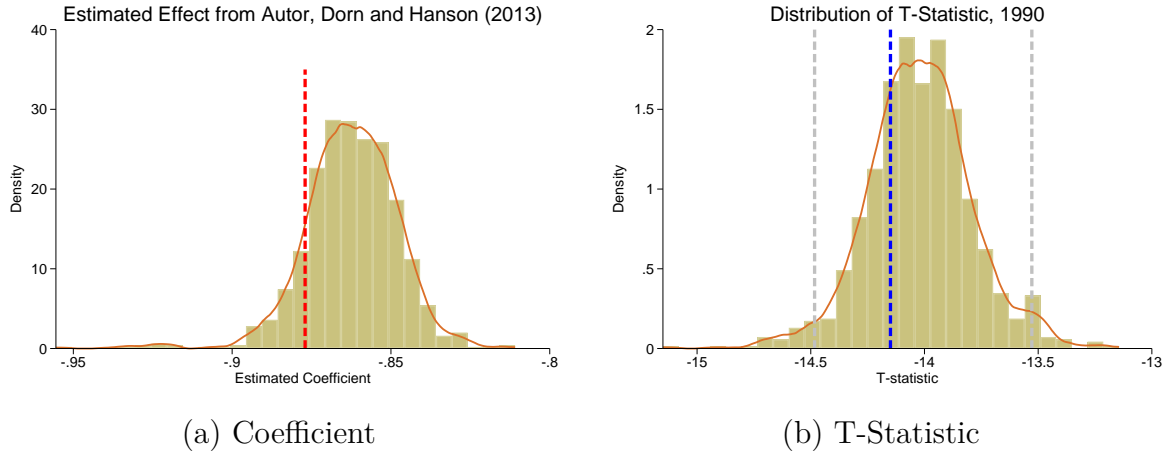 Estimated Effect from Autor, Dorn and Hanson (2013)
40
30
20
10
0
Density
-.95
-.9
-.85
-.8
Estimated Coefficient
(a) Coefficient
Distribution of T-Statistic, 1990
2
1.5
1
.5
0
Density
-15
-14.5
-14
-13.5
-13
T-statistic
(b) T-Statistic